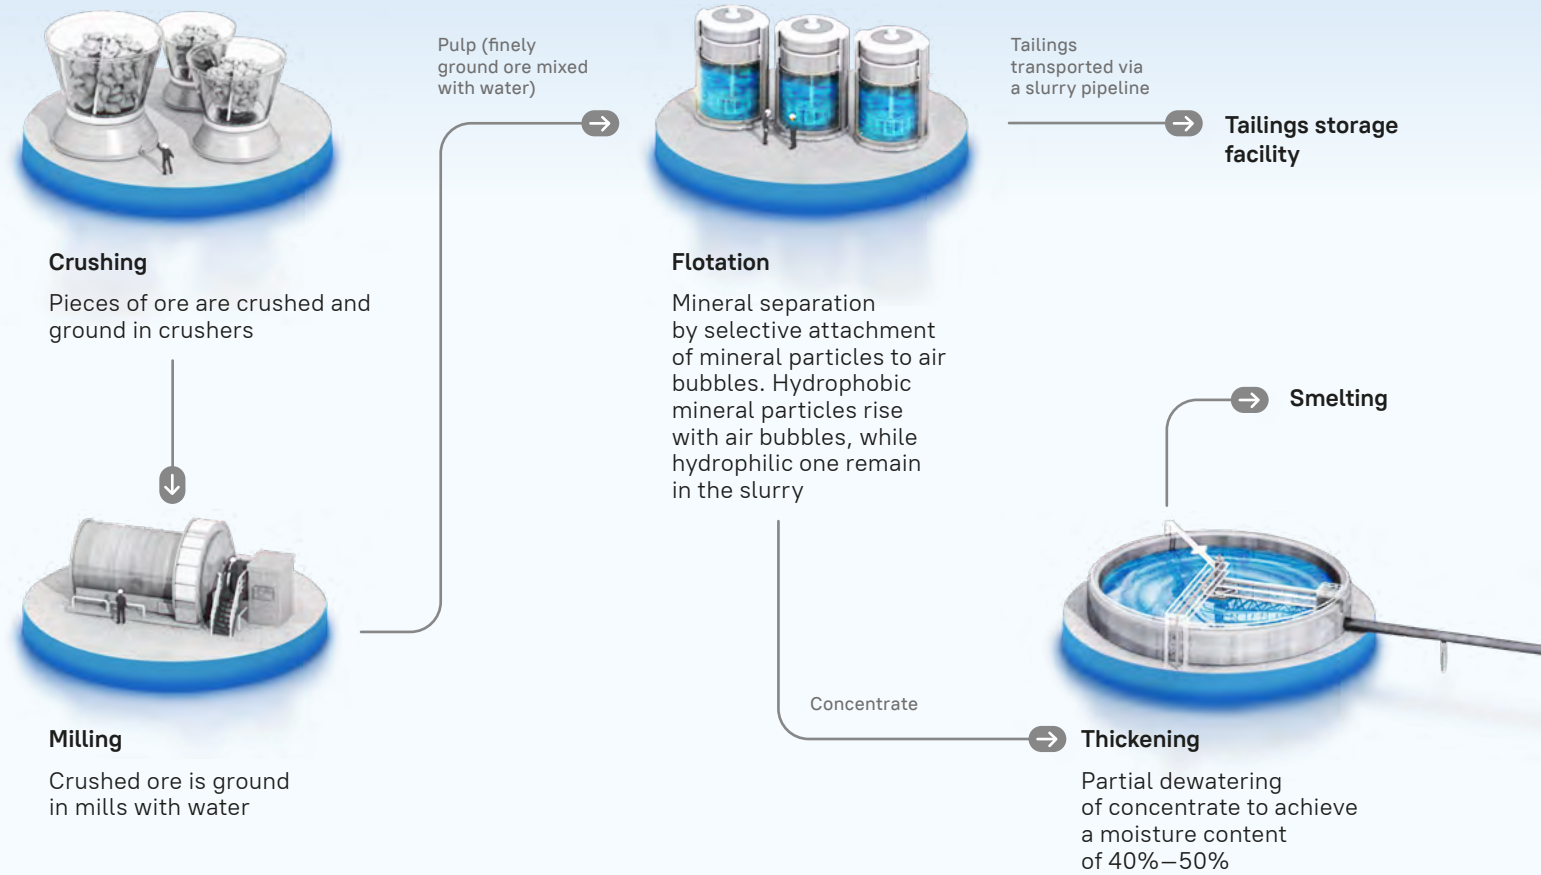 Crushing
Pieces of ore are crushed and
ground in crushers
Milling
Crushed ore is ground
in mills with water
Pulp (finely
ground ore mixed
with water)
Flotation
Mineral separation
by selective attachment
of mineral particles to air
bubbles. Hydrophobic
mineral particles rise
with air bubbles, while
hydrophilic one remain
in the slurry
Tailings
transported via
a slurry pipeline
Tailings storage
facility
Concentrate
Thickening
Partial dewatering
of concentrate to achieve
a moisture content
of 40%–50%
Smelting